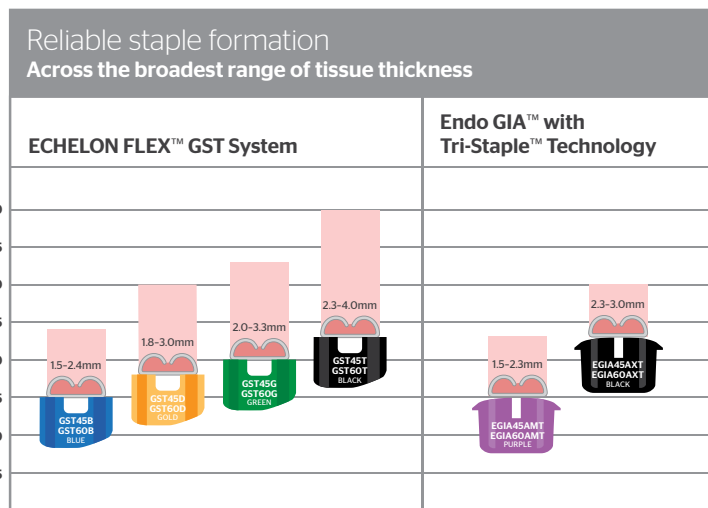 Reliable staple formation
Across the broadest range of tissue thickness
ECHELON FLEX™ GST System
Endo GIA™ with
Tri-Staple™ Technology
1.5–2.4mm
GST45B
GST60B
BLUE
1.8–3.0mm
GST45D
GST60D
GOLD
2.0–3.3mm
GST45G
GST60G
GREEN
2.3–4.0mm
GST45T
GST60T
BLACK
1.5–2.3mm
EGIA45AMT
EGIA60AMT
PURPLE
2.3–3.0mm
EGIA45AXT
EGIA60AXT
BLACK